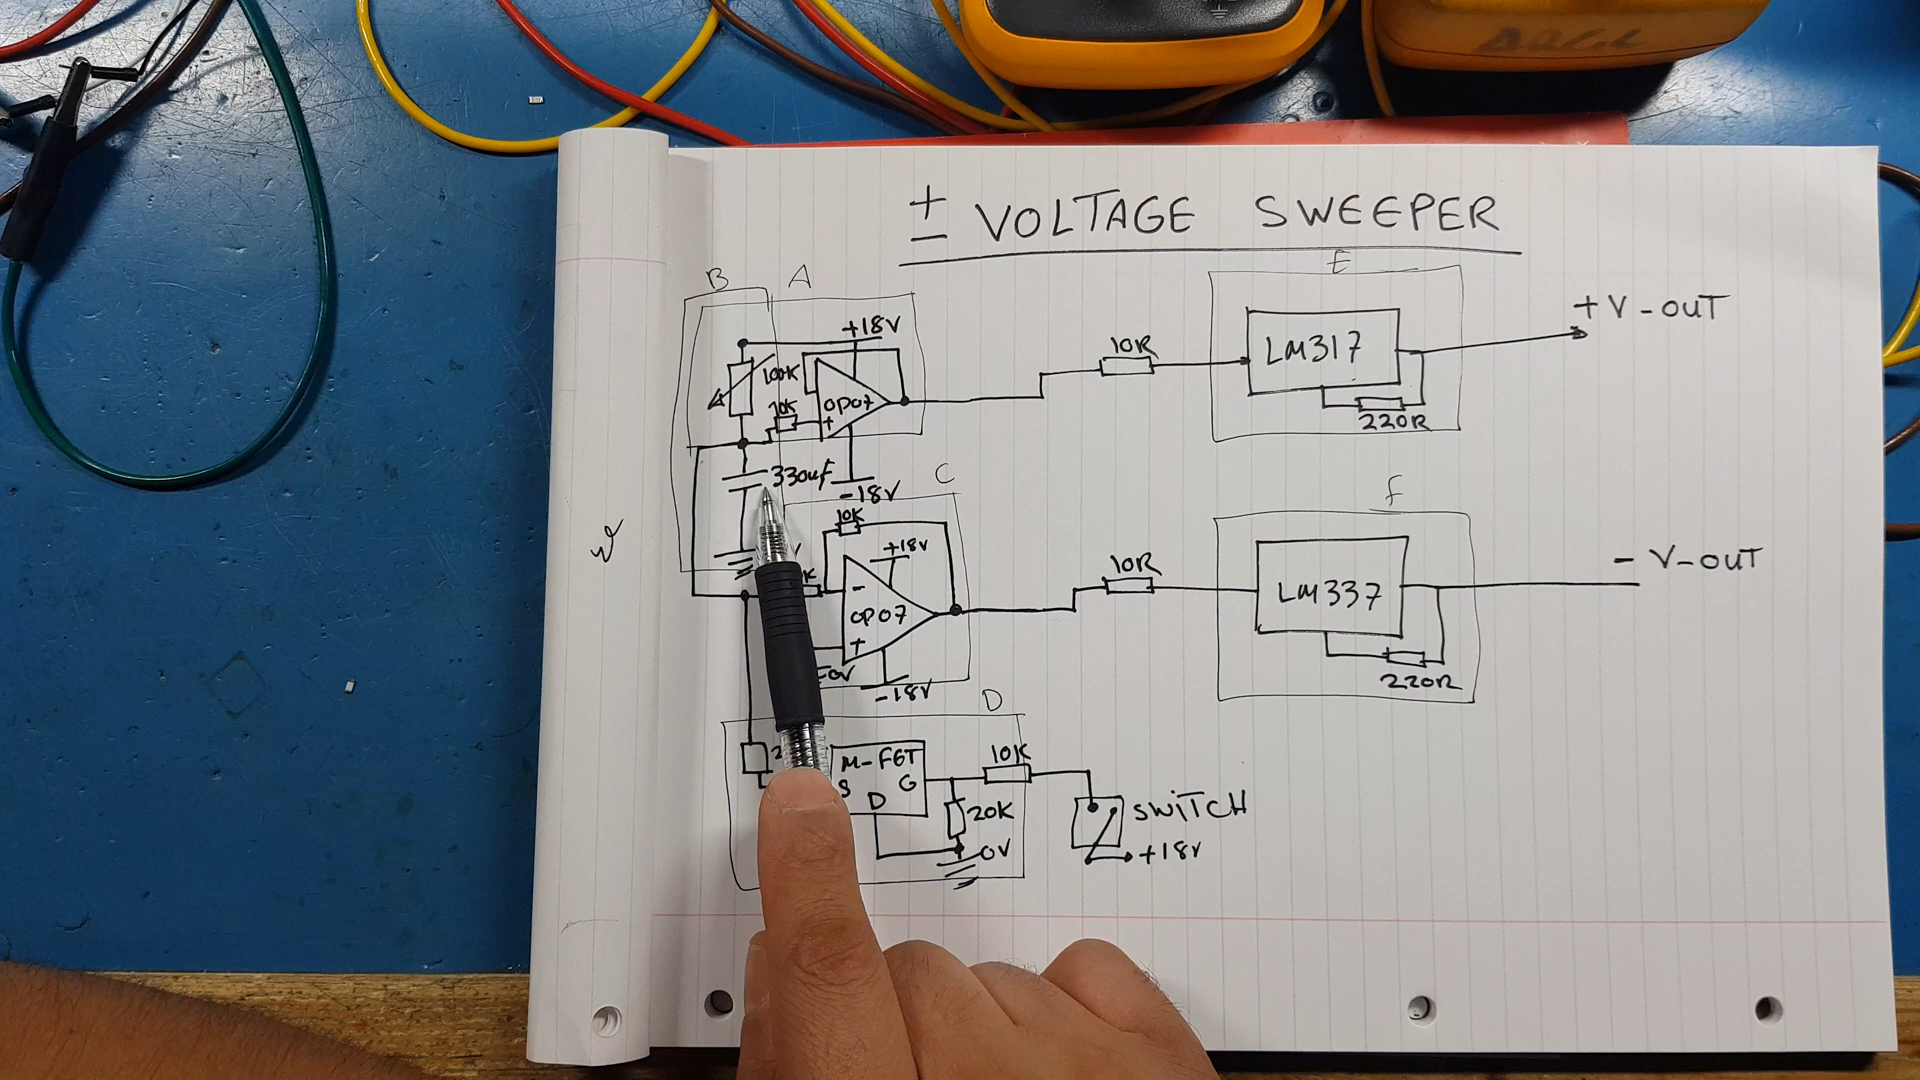 ± VOLTAGE SWEEPER
B A
E
+18V
+V-OUT
10R
LM317
100K
10K
OP07
+
220R
330uf
-18V
C
f
10K
+18V
10R
- V-OUT
-
LM337
K
OP07
+
0V
-18V
220R
D
M-FET
10K
S
G
D
20K
SWITCH
0V
+18V